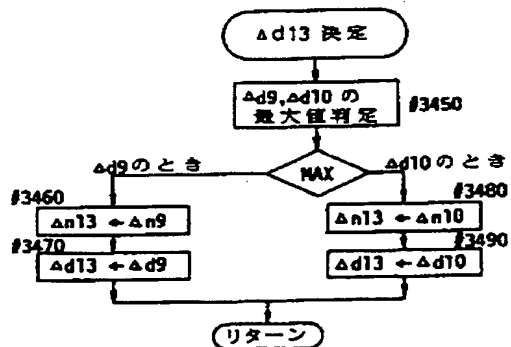 Δd13 決定
Δd9,Δd10 の
最大値判定
#3450
MAX
Δd9のとき
Δd10のとき
#3460
Δn13 ← Δn9
#3470
Δd13 ← Δd9
#3480
Δn13 ← Δn10
#3490
Δd13 ← Δd10
リターン